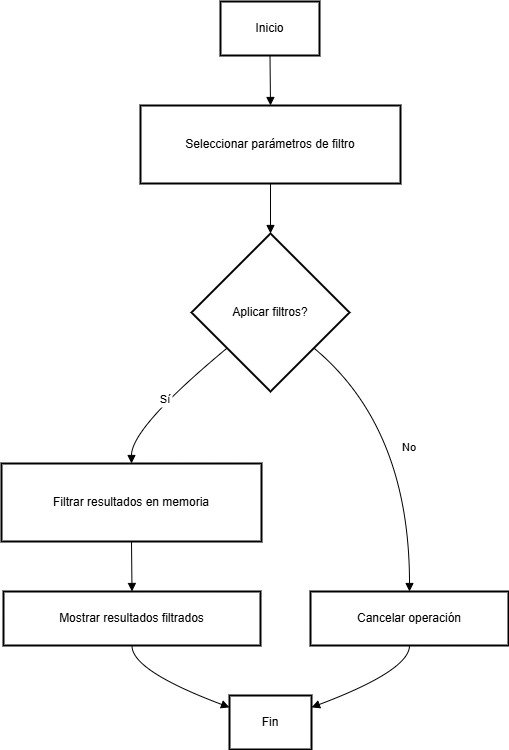 Inicio
Seleccionar parámetros de filtro
Aplicar filtros?
Sí
No
Filtrar resultados en memoria
Mostrar resultados filtrados
Cancelar operación
Fin